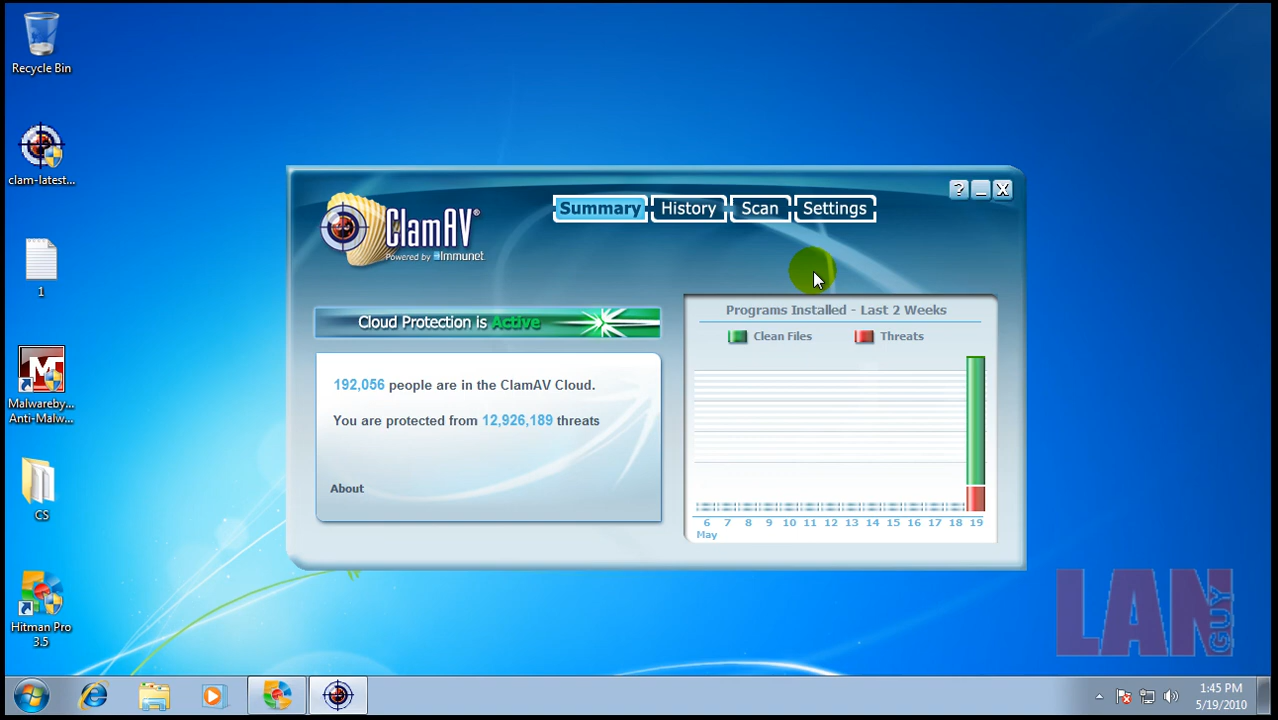 Recycle Bin
clam-latest...
1
Malwareby...
Anti-Malw...
CS
Hitman Pro
3.5
ClamAV®
Powered by Immunet
Summary
History
Scan
Settings
?
_
X
Cloud Protection is Active
192,056 people are in the ClamAV Cloud.
You are protected from 12,926,189 threats
About
Programs Installed - Last 2 Weeks
Clean Files
Threats
6 7 8 9 10 11 12 13 14 15 16 17 18 19
May
LAN
GUY
1:45 PM
5/19/2010